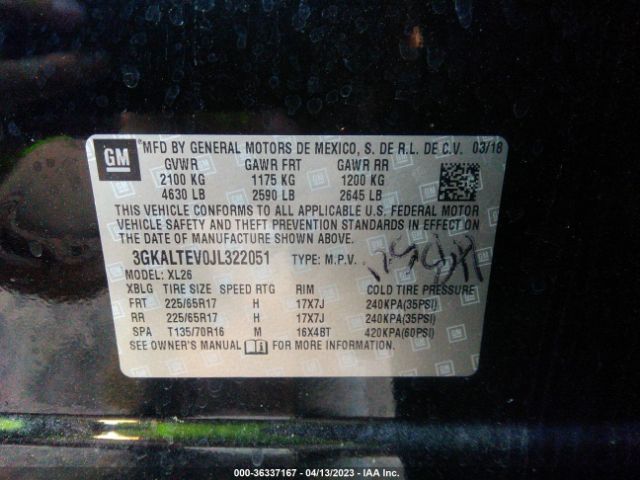 GM
MFD BY GENERAL MOTORS DE MEXICO, S. DE R.L. DE C.V. 03/18
GVWR GAWR FRT GAWR RR
2100 KG 1175 KG 1200 KG
4630 LB 2590 LB 2645 LB
THIS VEHICLE CONFORMS TO ALL APPLICABLE U.S. FEDERAL MOTOR
VEHICLE SAFETY AND THEFT PREVENTION STANDARDS IN EFFECT ON
THE DATE OF MANUFACTURE SHOWN ABOVE.
3GKALTEV0JL322051 TYPE: M.P.V.
MODEL: XL26
XBLG TIRE SIZE SPEED RTG RIM COLD TIRE PRESSURE
FRT 225/65R17 H 17X7J 240KPA(35PSI)
RR 225/65R17 H 17X7J 240KPA(35PSI)
SPA T135/70R16 M 16X4BT 420KPA(60PSI)
SEE OWNER'S MANUAL FOR MORE INFORMATION.
000-36337167 - 04/13/2023 - IAA Inc.